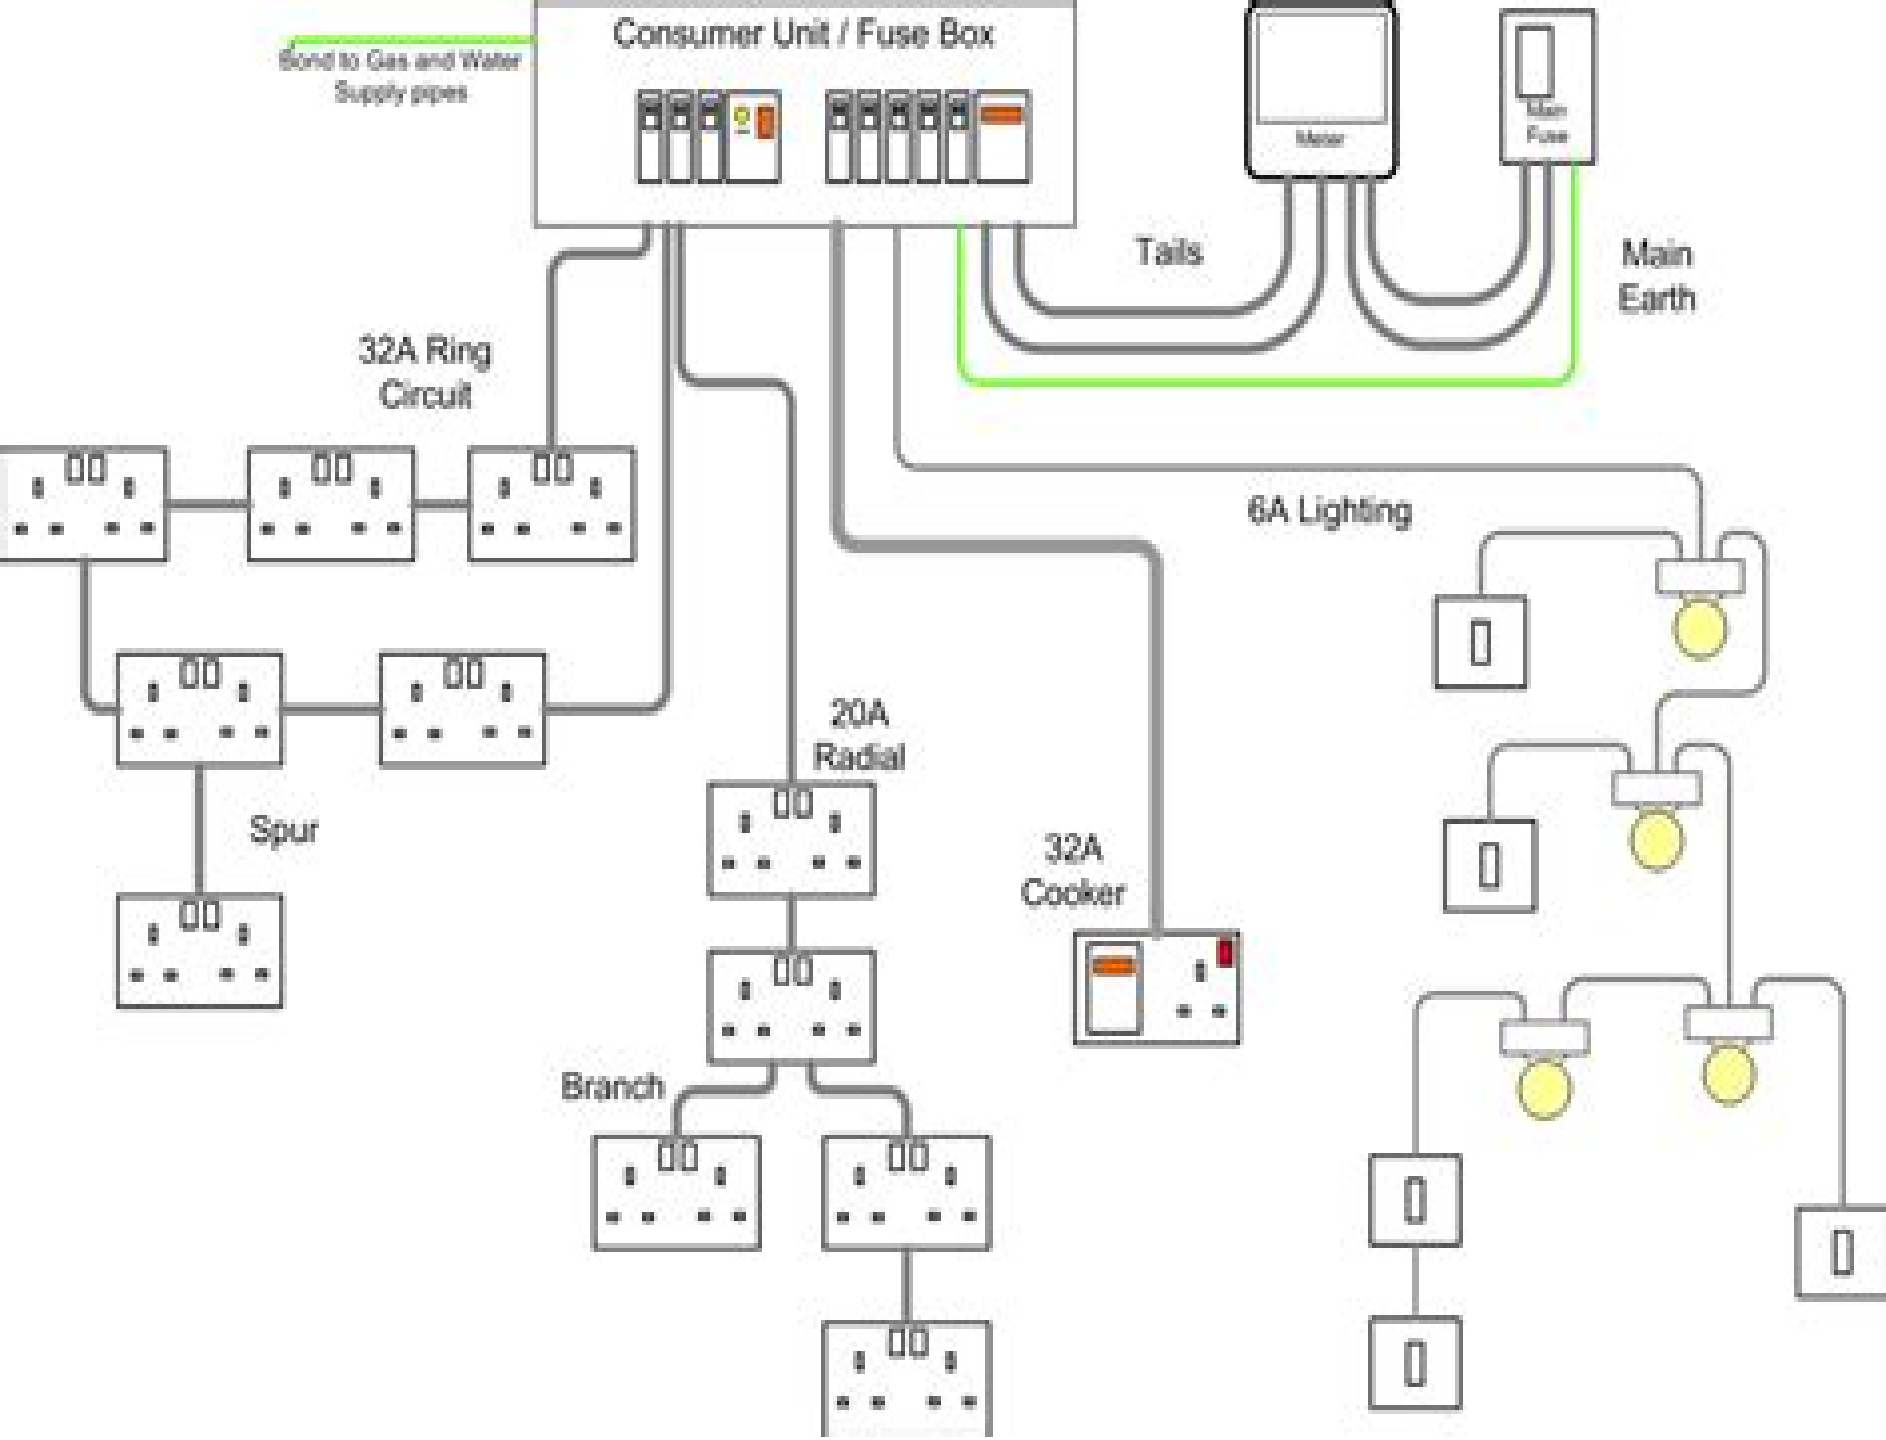 Consumer Unit / Fuse Box
Bond to Gas and Water
Supply pipes
Meter
Main
Fuse
Tails
Main
Earth
32A Ring
Circuit
6A Lighting
20A
Radial
Spur
32A
Cooker
Branch